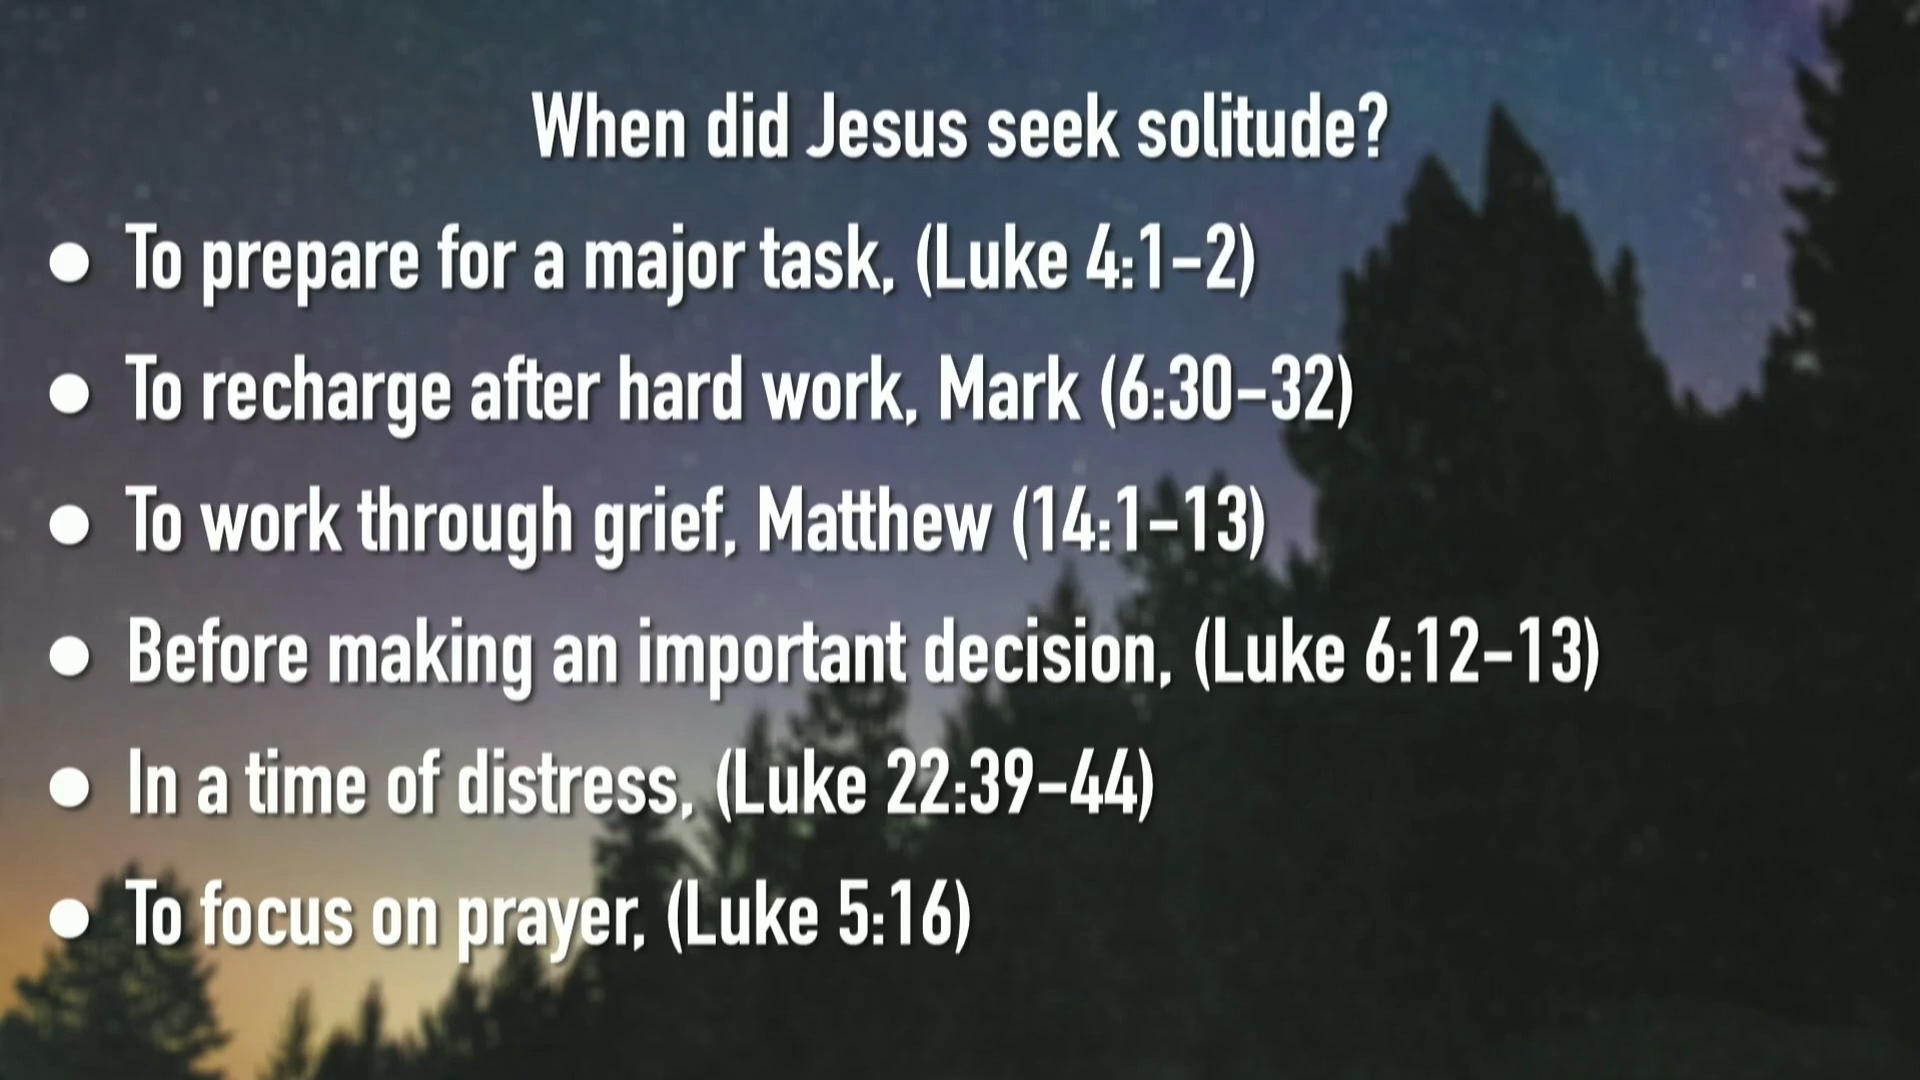 When did Jesus seek solitude?
● To prepare for a major task, (Luke 4:1–2)
● To recharge after hard work, Mark (6:30–32)
● To work through grief, Matthew (14:1–13)
● Before making an important decision, (Luke 6:12–13)
● In a time of distress, (Luke 22:39–44)
● To focus on prayer, (Luke 5:16)